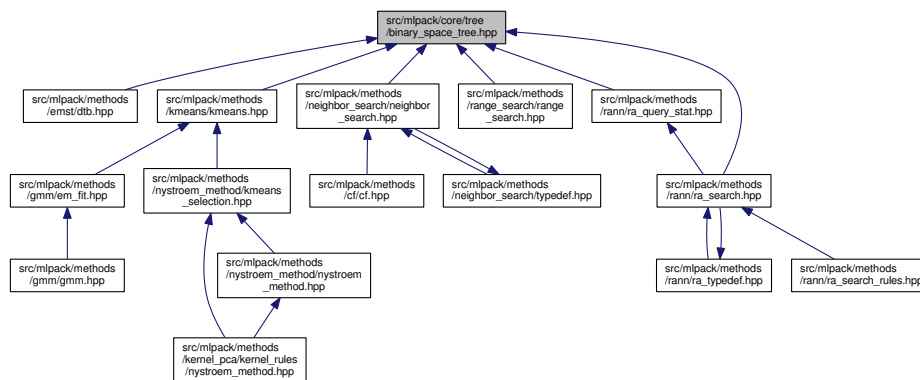 src/mlpack/core/tree
/binary_space_tree.hpp
src/mlpack/methods
/emst/dtb.hpp
src/mlpack/methods
/kmeans/kmeans.hpp
src/mlpack/methods
/neighbor_search/neighbor
_search.hpp
src/mlpack/methods
/range_search/range
_search.hpp
src/mlpack/methods
/rann/ra_query_stat.hpp
src/mlpack/methods
/gmm/em_fit.hpp
src/mlpack/methods
/nystroem_method/kmeans
_selection.hpp
src/mlpack/methods
/cf/cf.hpp
src/mlpack/methods
/neighbor_search/typedef.hpp
src/mlpack/methods
/rann/ra_search.hpp
src/mlpack/methods
/gmm/gmm.hpp
src/mlpack/methods
/nystroem_method/nystroem
_method.hpp
src/mlpack/methods
/rann/ra_typedef.hpp
src/mlpack/methods
/rann/ra_search_rules.hpp
src/mlpack/methods
/kernel_pca/kernel_rules
/nystroem_method.hpp